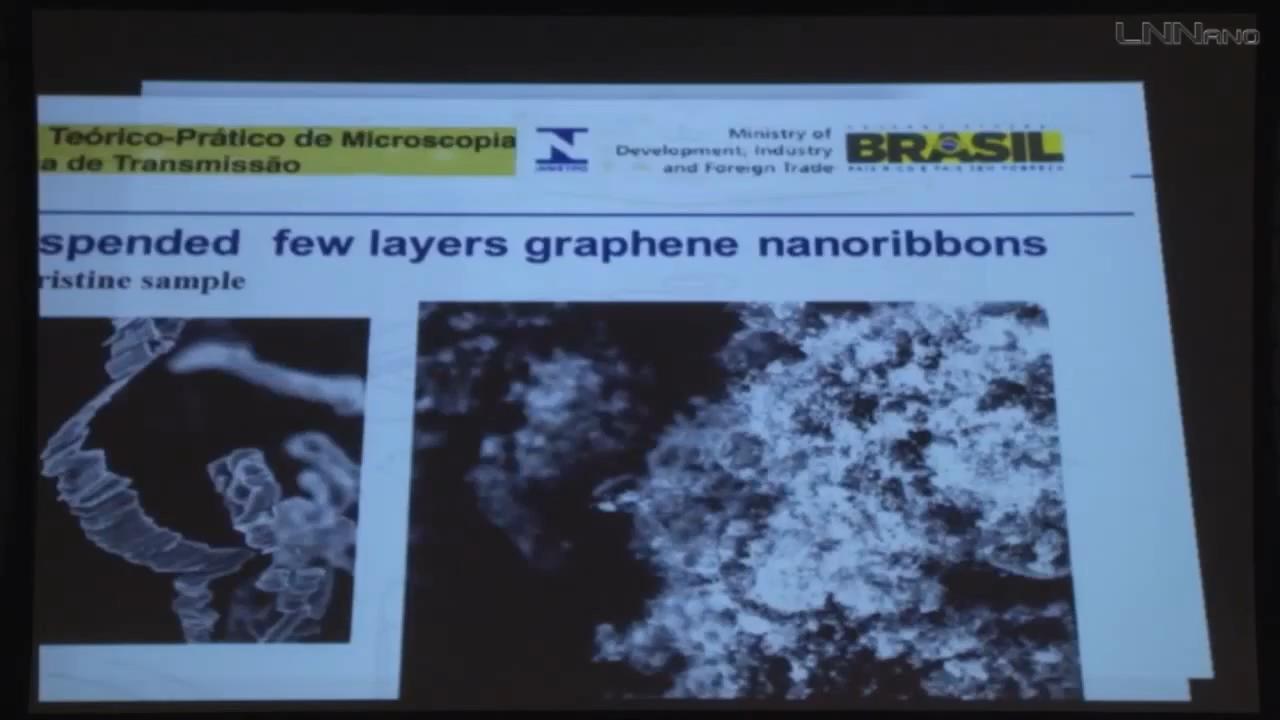 LNNano
Teórico-Prático de Microscopia
a de Transmissão
Ministry of
Development, Industry
and Foreign Trade
BRASIL
spended few layers graphene nanoribbons
ristine sample